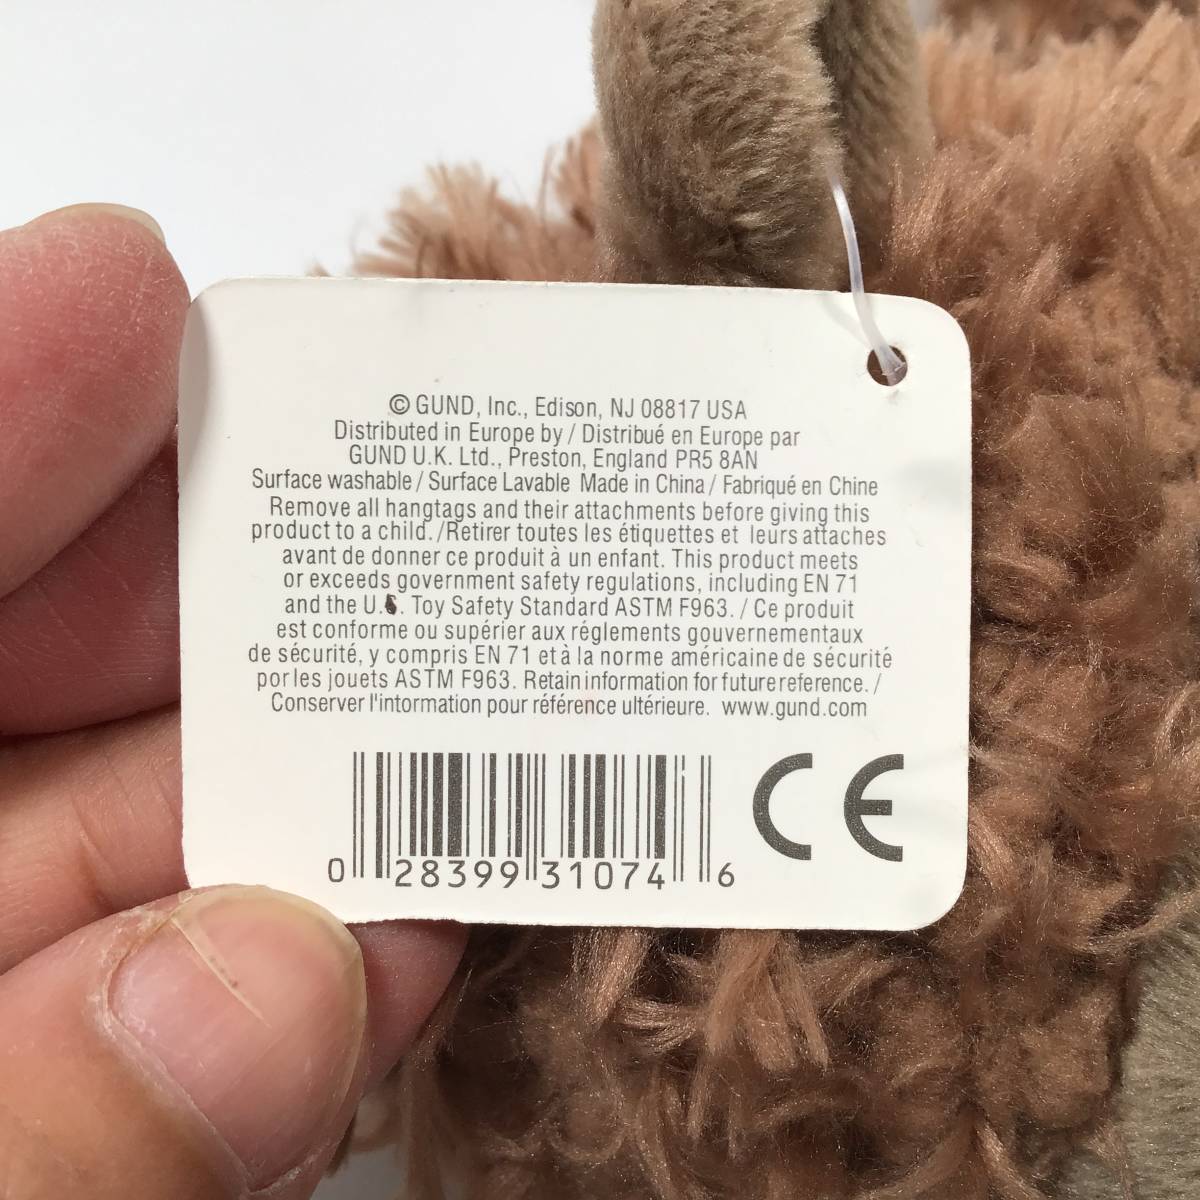 © GUND, Inc., Edison, NJ 08817 USA
Distributed in Europe by / Distribué en Europe par
GUND U.K. Ltd., Preston, England PR5 8AN
Surface washable / Surface Lavable Made in China / Fabriqué en Chine
Remove all hangtags and their attachments before giving this
product to a child. /Retirer toutes les étiquettes et leurs attaches
avant de donner ce produit à un enfant. This product meets
or exceeds government safety regulations, including EN 71
and the U.S. Toy Safety Standard ASTM F963. / Ce produit
est conforme ou supérier aux réglements gouvernementaux
de sécurité, y compris EN 71 et à la norme américaine de sécurité
por les jouets ASTM F963. Retain information for future reference. /
Conserver l'intormation pour référence ultérieure. www.gund.com
0 28399 31074 6
CE